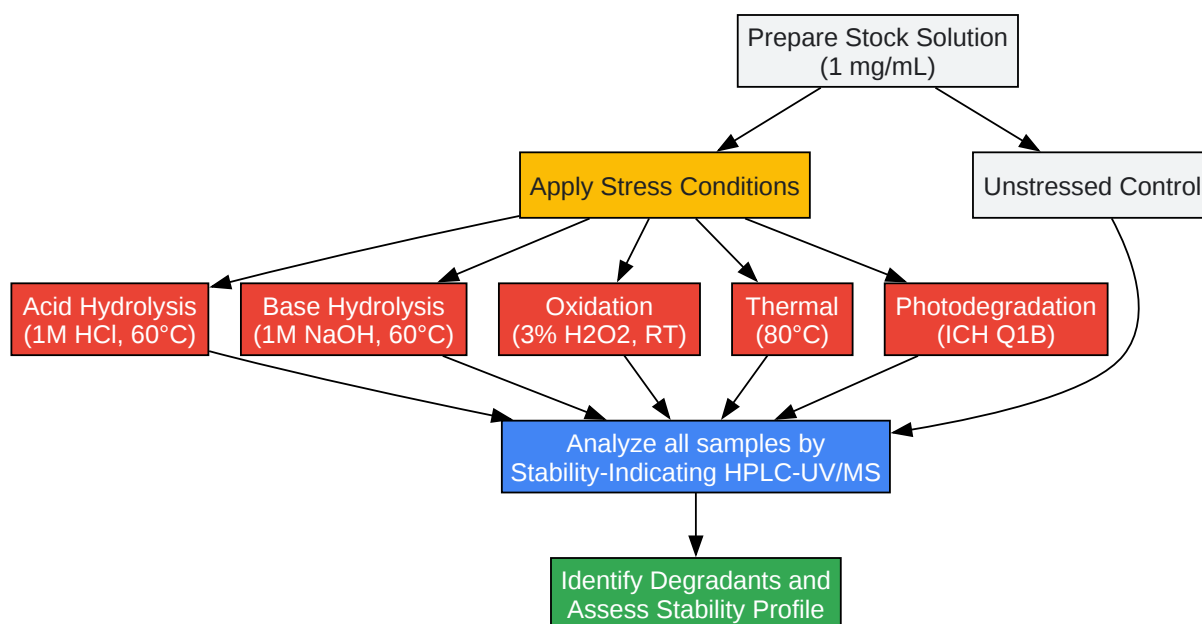 Prepare Stock Solution
(1 mg/mL)
Apply Stress Conditions
Unstressed Control
Acid Hydrolysis
(1M HCl, 60°C)
Base Hydrolysis
(1M NaOH, 60°C)
Oxidation
(3% H2O2, RT)
Thermal
(80°C)
Photodegradation
(ICH Q1B)
Analyze all samples by
Stability-Indicating HPLC-UV/MS
Identify Degradants and
Assess Stability Profile